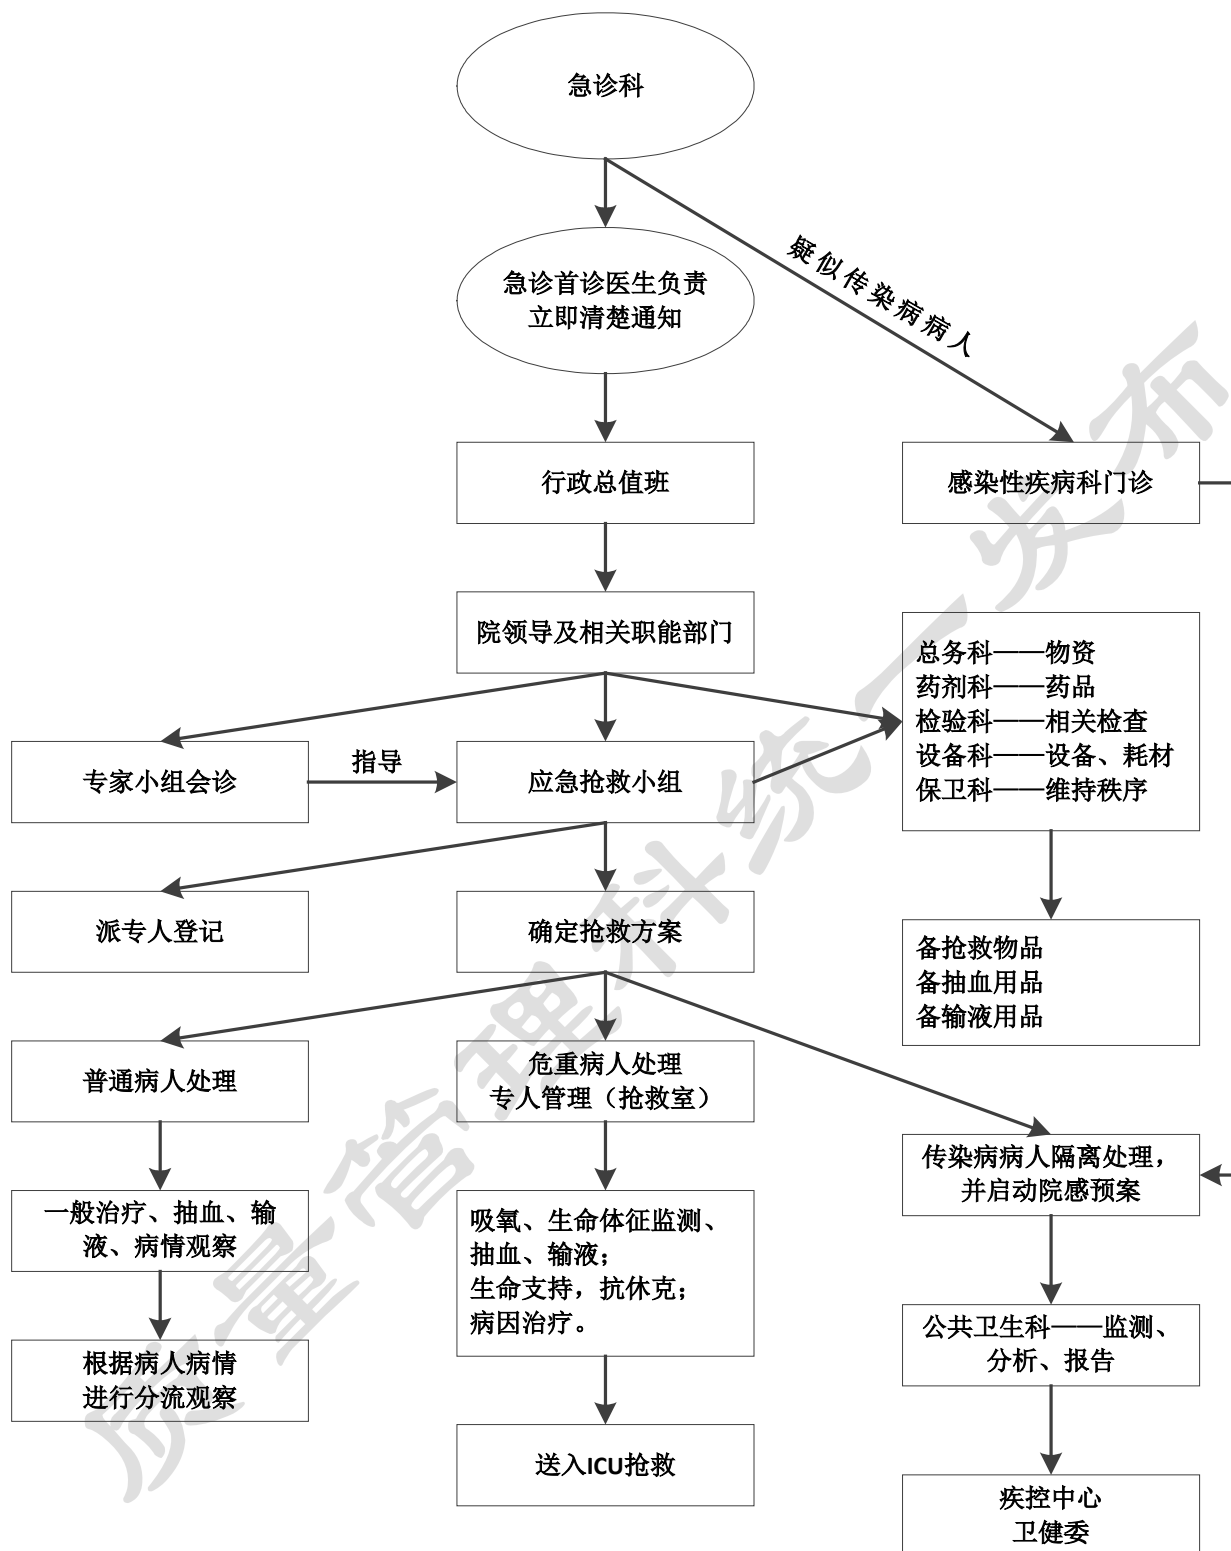 急诊科
急诊首诊医生负责
立即清楚通知
疑似传染病病人
行政总值班
感染性疾病科门诊
院领导及相关职能部门
总务科——物资
药剂科——药品
检验科——相关检查
设备科——设备、耗材
保卫科——维持秩序
专家小组会诊
指导
应急抢救小组
派专人登记
确定抢救方案
备抢救物品
备抽血用品
备输液用品
普通病人处理
危重病人处理
专人管理（抢救室）
传染病病人隔离处理，
并启动院感预案
一般治疗、抽血、输
液、病情观察
吸氧、生命体征监测、
抽血、输液；
生命支持，抗休克；
病因治疗。
公共卫生科——监测、
分析、报告
根据病人病情
进行分流观察
送入ICU抢救
疾控中心
卫健委
质量管理科统一发布